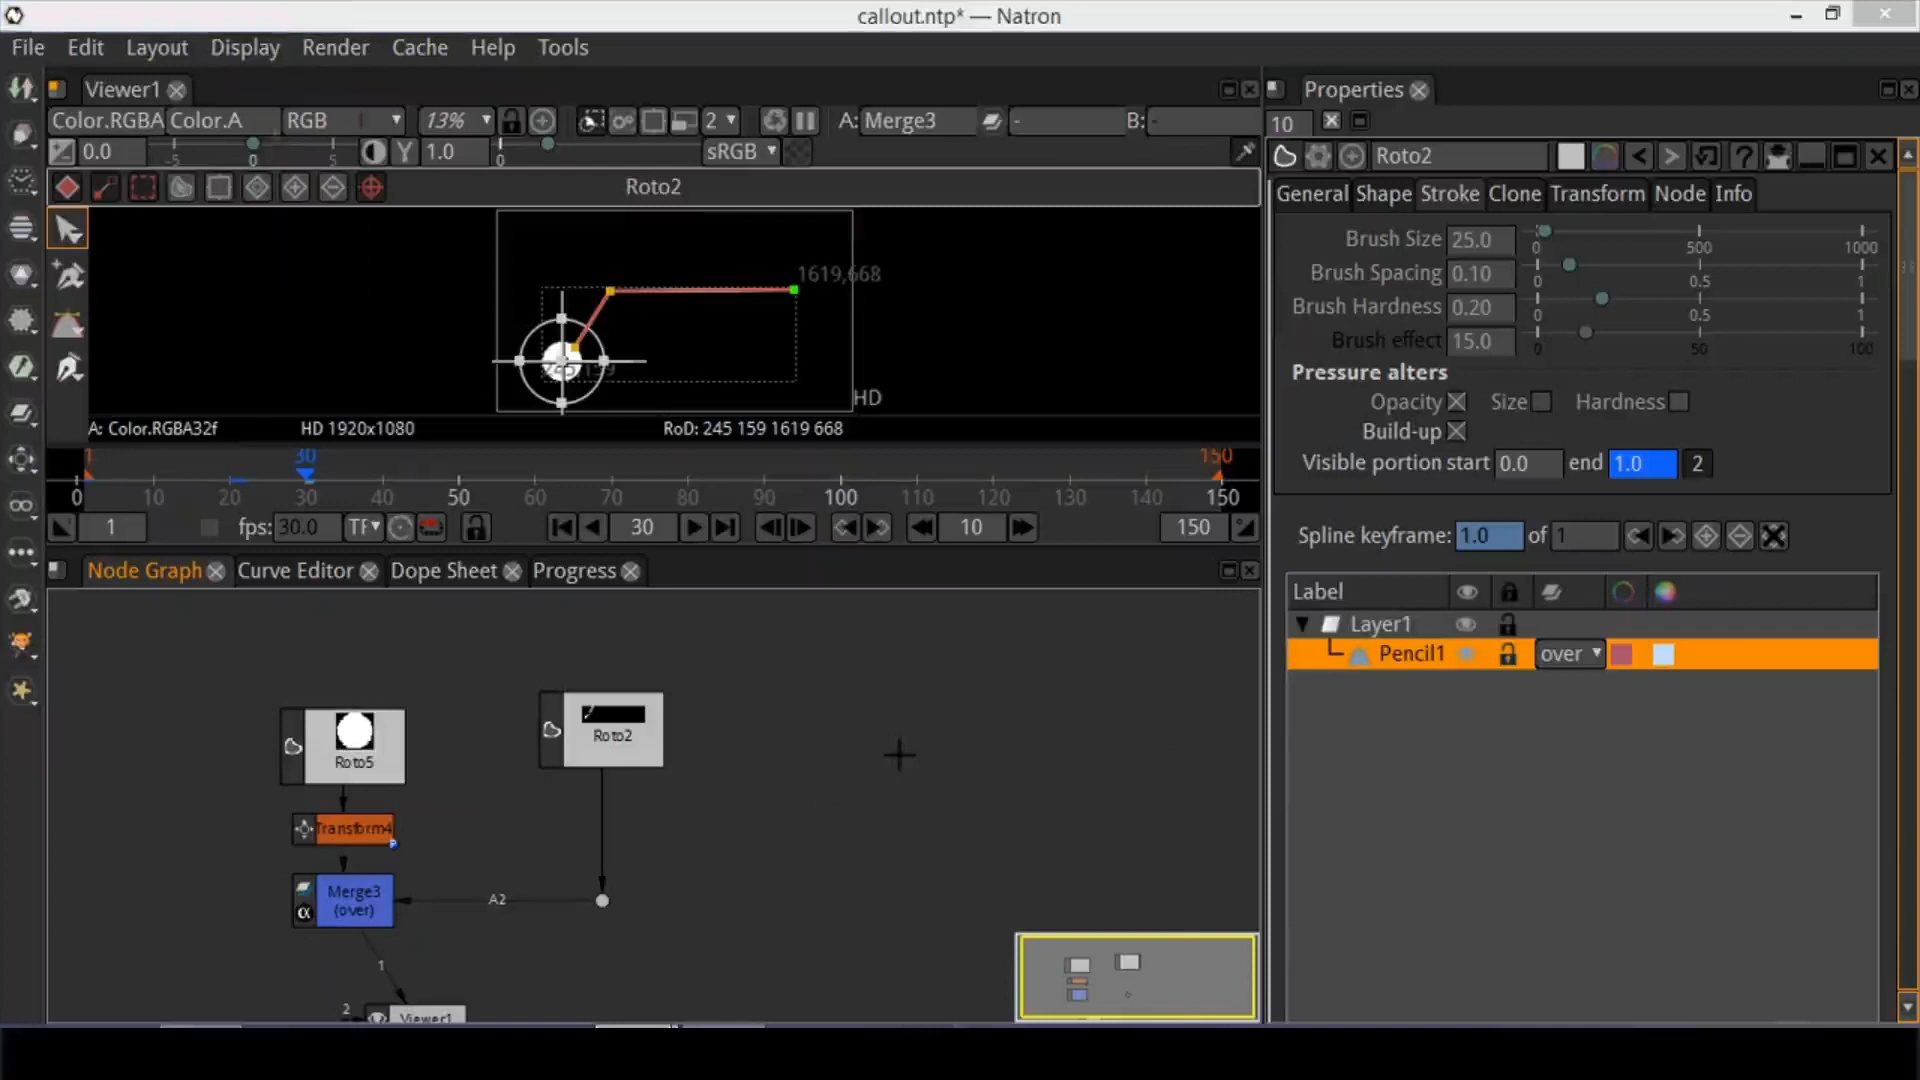 callout.ntp* — Natron
File Edit Layout Display Render Cache Help Tools
Viewer1
Color.RGBA Color.A RGB 13% 2 A: Merge3 - B: -
0.0 -5 0 5 Y 1.0 0 sRGB
Roto2
1619,668
HD
A: Color.RGBA32f HD 1920x1080 RoD: 245 159 1619 668
1 30 150
0 10 20 30 40 50 60 70 80 90 100 110 120 130 140 150
1 fps: 30.0 TF 30 10 150
Node Graph Curve Editor Dope Sheet Progress
Roto5
Roto2
Transform4
P
Merge3
(over)
α
A2
1
2
Viewer1
Properties
10
Roto2
General Shape Stroke Clone Transform Node Info
Brush Size 25.0 0 500 1000
Brush Spacing 0.10 0 0.5 1
Brush Hardness 0.20 0 0.5 1
Brush effect 15.0 0 50 100
Pressure alters
Opacity Size Hardness
Build-up
Visible portion start 0.0 end 1.0 2
Spline keyframe: 1.0 of 1
Label
Layer1
Pencil1 over